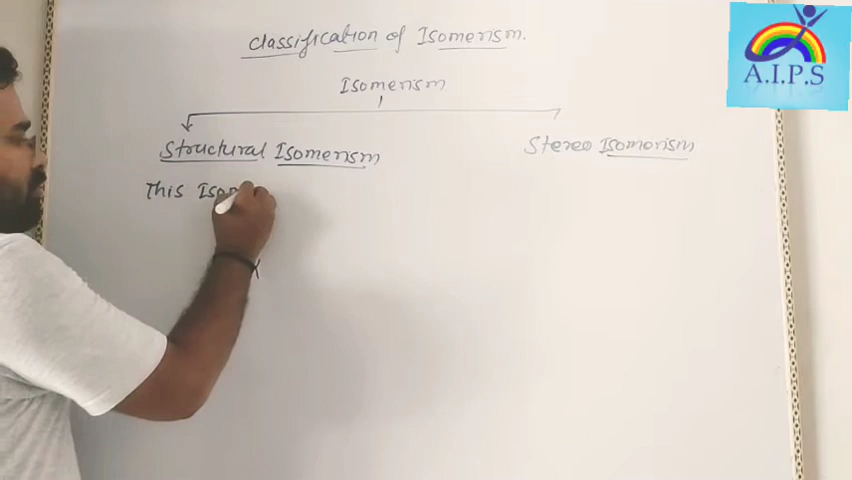 Classification of Isomerism.
Isomerism
Structural Isomerism
Stereo Isomerism
This Isom
A.I.P.S